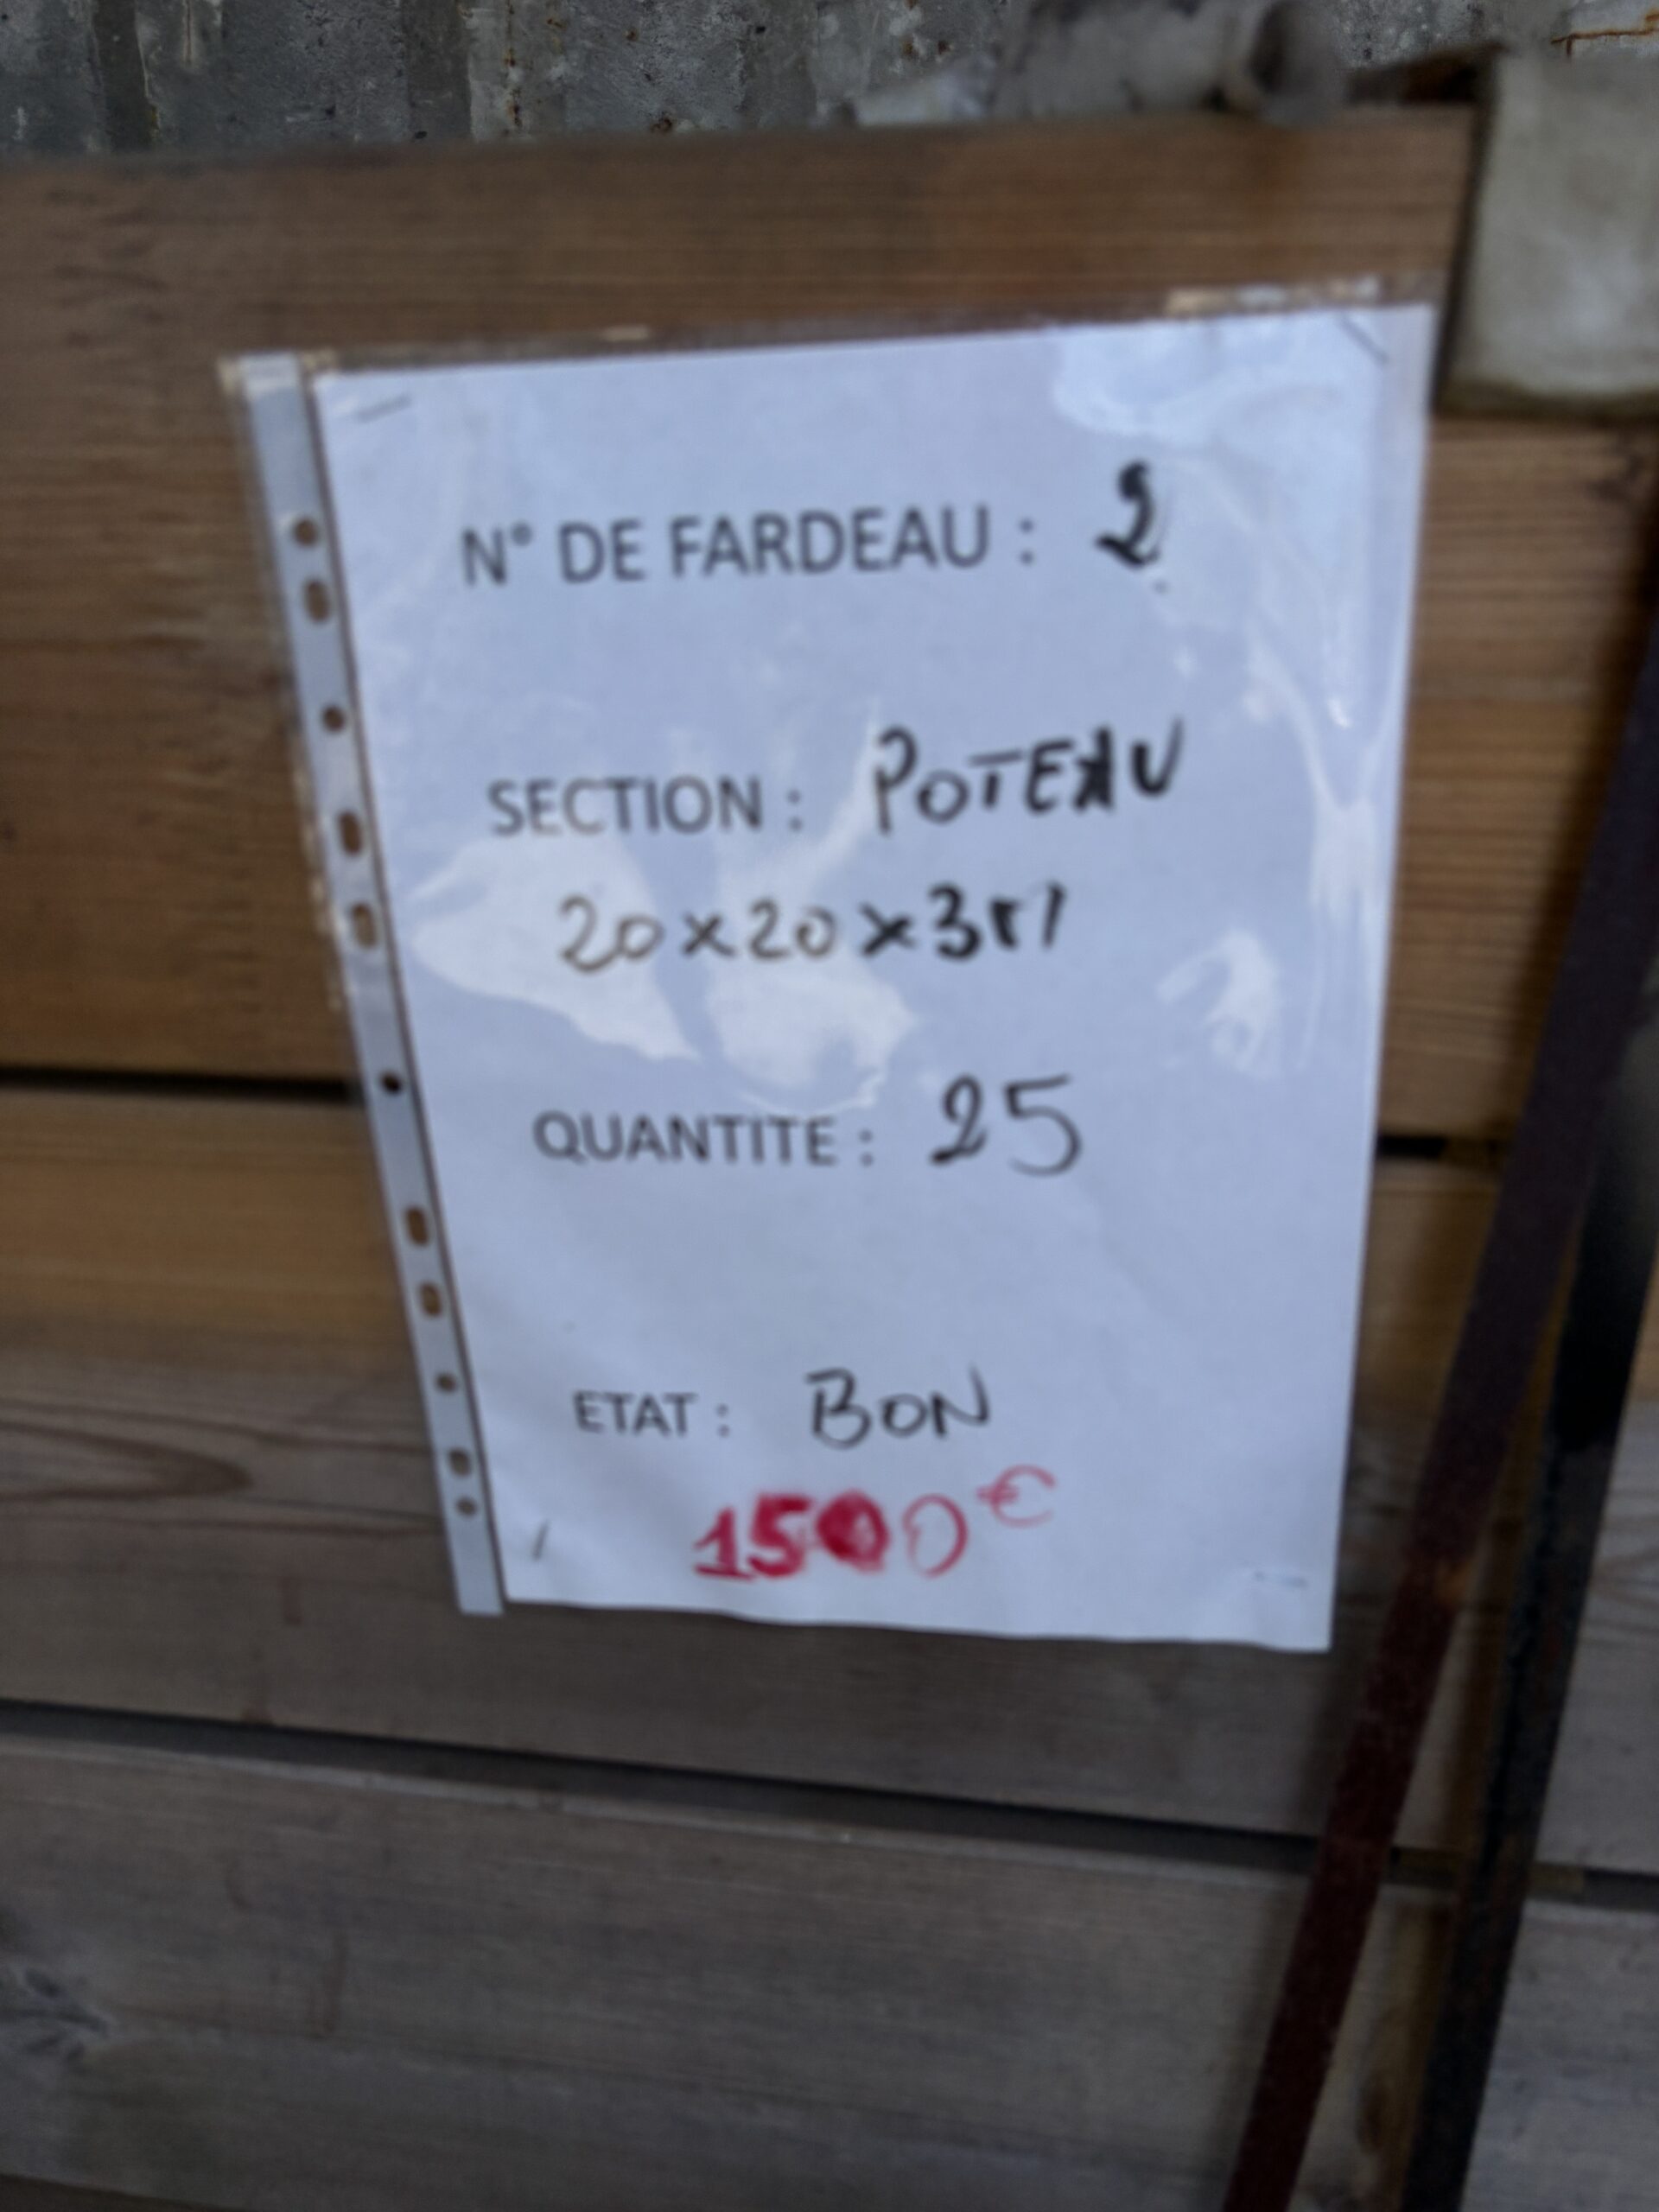 N° DE FARDEAU : 2
SECTION : POTEAU
20x20x3M
QUANTITE : 25
ETAT : BON
1500€